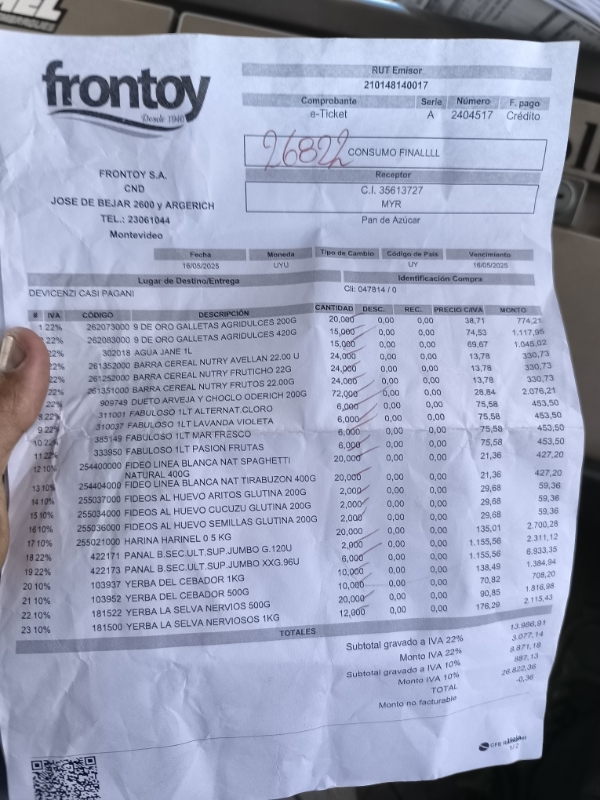 frontoy
Desde 1940
FRONTOY S.A.
CND
JOSE DE BEJAR 2600 y ARGERICH
TEL.: 23061044
Montevideo
RUT Emisor
210148140017
Comprobante Serie Número F. pago
e-Ticket A 2404517 Crédito
26822 CONSUMO FINALLLL
Receptor
C.I. 35613727
MYR
Pan de Azúcar
Fecha Moneda Tipo de Cambio Código de País Vencimiento
16/05/2025 UYU UY 16/05/2025
Lugar de Destino/Entrega Identificación Compra
DEVICENZI CASI PAGANI Cli: 047814 / 0
# IVA CÓDIGO DESCRIPCIÓN CANTIDAD DESC. REC. PRECIO C/IVA MONTO
1 22% 262073000 9 DE ORO GALLETAS AGRIDULCES 200G 20,000 0,00 0,00 38,71 774,21
22% 262083000 9 DE ORO GALLETAS AGRIDULCES 420G 15,000 0,00 0,00 74,53 1.117,95
22% 302018 AGUA JANE 1L 15,000 0,00 0,00 69,67 1.045,02
22% 261352000 BARRA CEREAL NUTRY AVELLAN 22.00 U 24,000 0,00 0,00 13,78 330,73
22% 261252000 BARRA CEREAL NUTRY FRUTICHO 22G 24,000 0,00 0,00 13,78 330,73
22% 261351000 BARRA CEREAL NUTRY FRUTOS 22.00G 24,000 0,00 0,00 13,78 330,73
22% 909749 DUETO ARVEJA Y CHOCLO ODERICH 200G 72,000 0,00 0,00 28,84 2.076,21
8 22% 311001 FABULOSO 1LT ALTERNAT.CLORO 6,000 0,00 0,00 75,58 453,50
9 22% 310037 FABULOSO 1LT LAVANDA VIOLETA 6,000 0,00 0,00 75,58 453,50
10 22% 385149 FABULOSO 1LT MAR FRESCO 6,000 0,00 0,00 75,58 453,50
11 22% 333950 FABULOSO 1LT PASION FRUTAS 6,000 0,00 0,00 75,58 453,50
12 10% 254400000 FIDEO LINEA BLANCA NAT SPAGHETTI 20,000 0,00 0,00 21,36 427,20
NATURAL 400G
13 10% 254404000 FIDEO LINEA BLANCA NAT TIRABUZON 400G 20,000 0,00 0,00 21,36 427,20
14 10% 255037000 FIDEOS AL HUEVO ARITOS GLUTINA 200G 2,000 0,00 0,00 29,68 59,36
15 10% 255034000 FIDEOS AL HUEVO CUCUZU GLUTINA 200G 2,000 0,00 0,00 29,68 59,36
16 10% 255036000 FIDEOS AL HUEVO SEMILLAS GLUTINA 200G 2,000 0,00 0,00 29,68 59,36
17 10% 255021000 HARINA HARINEL 0 5 KG 20,000 0,00 0,00 135,01 2.700,28
18 22% 422171 PANAL B.SEC.ULT.SUP.JUMBO G.120U 2,000 0,00 0,00 1.155,56 2.311,12
19 22% 422173 PANAL B.SEC.ULT.SUP.JUMBO XXG.96U 6,000 0,00 0,00 1.155,56 6.933,35
20 10% 103937 YERBA DEL CEBADOR 1KG 10,000 0,00 0,00 138,49 1.384,94
21 10% 103952 YERBA DEL CEBADOR 500G 10,000 0,00 0,00 70,82 708,20
22 10% 181522 YERBA LA SELVA NERVIOS 500G 20,000 0,00 0,00 90,85 1.816,98
23 10% 181500 YERBA LA SELVA NERVIOSOS 1KG 12,000 0,00 0,00 176,29 2.115,43
TOTALES
Subtotal gravado a IVA 22% 13.986,91
Monto IVA 22% 3.077,14
Subtotal gravado a IVA 10% 8.871,18
Monto IVA 10% 887,13
TOTAL 26.822,36
Monto no facturable -0,36
CFE